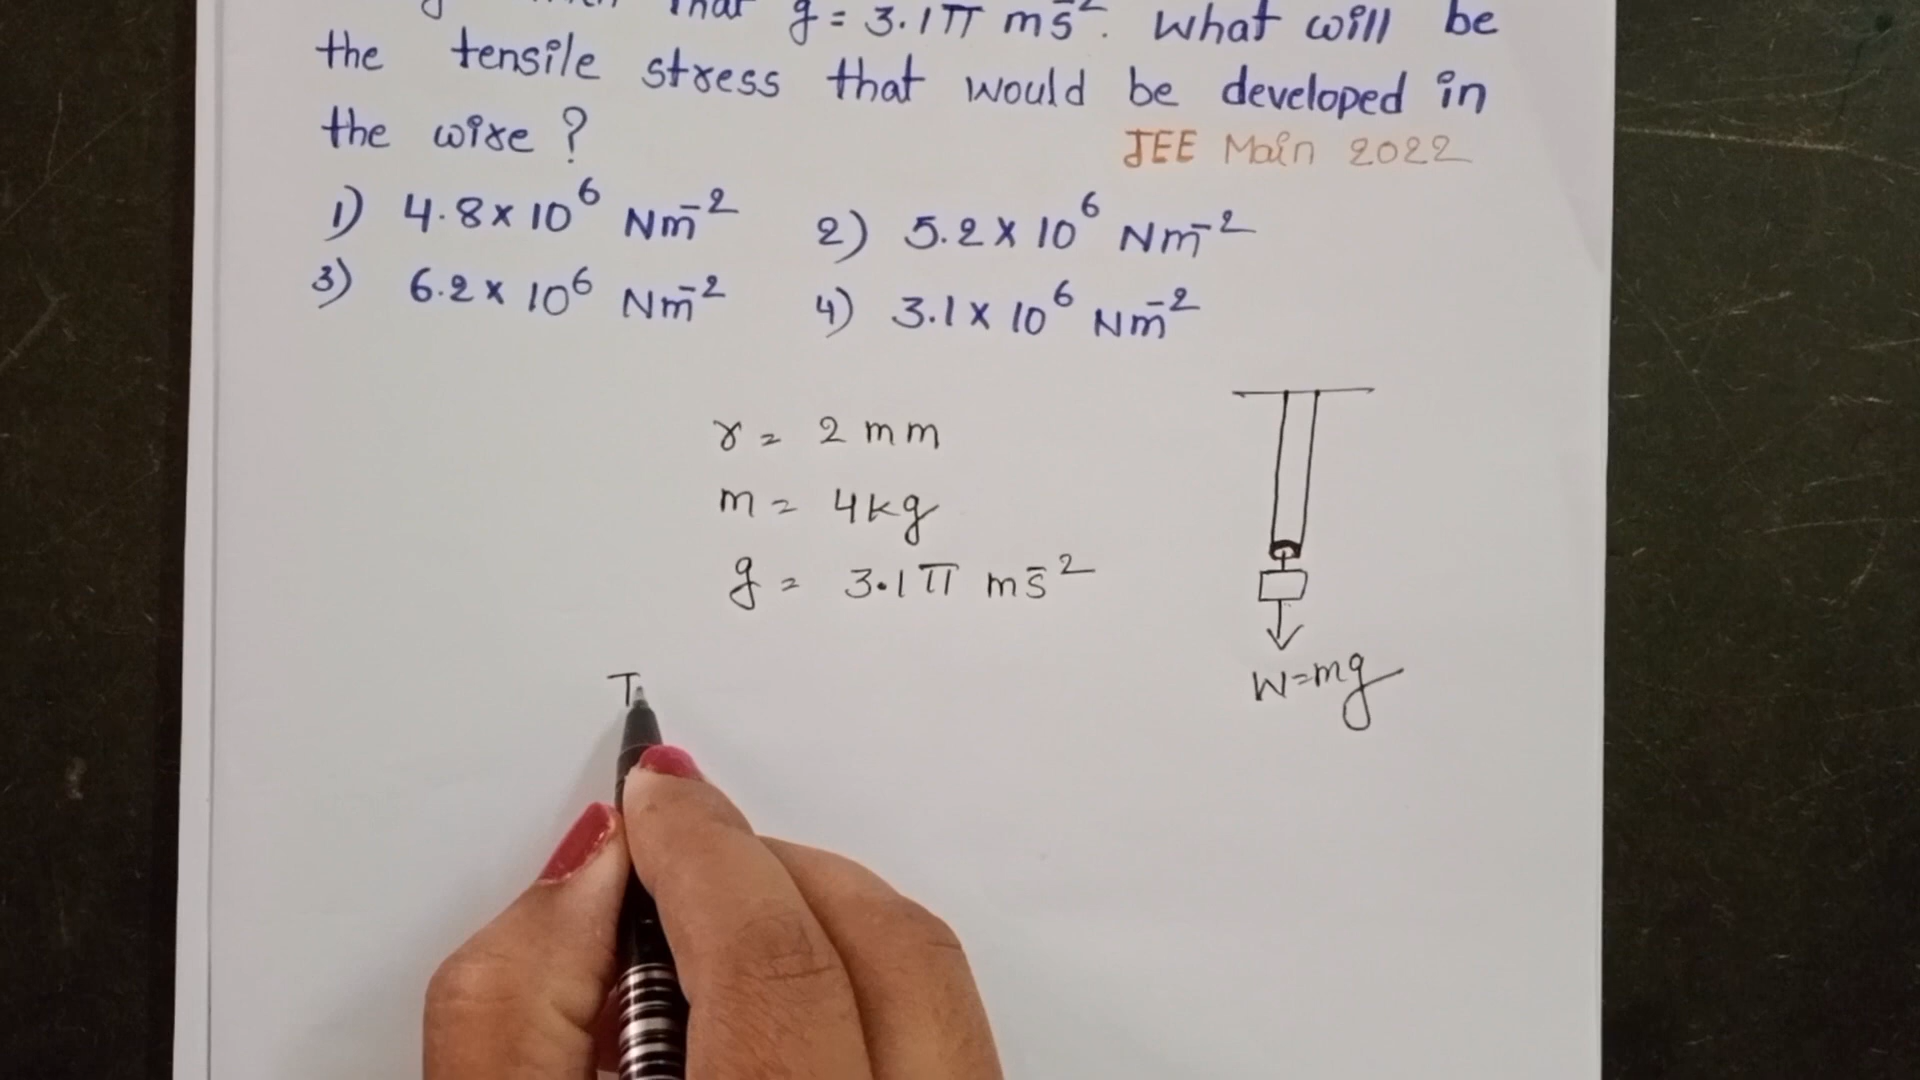 that g = 3.1π ms⁻². What will be
the tensile stress that would be developed in
the wire?
JEE Main 2022
1) 4.8 × 10⁶ Nm⁻² 2) 5.2 × 10⁶ Nm⁻²
3) 6.2 × 10⁶ Nm⁻² 4) 3.1 × 10⁶ Nm⁻²
r = 2 mm
m = 4kg
g = 3.1π ms⁻²
W=mg
T